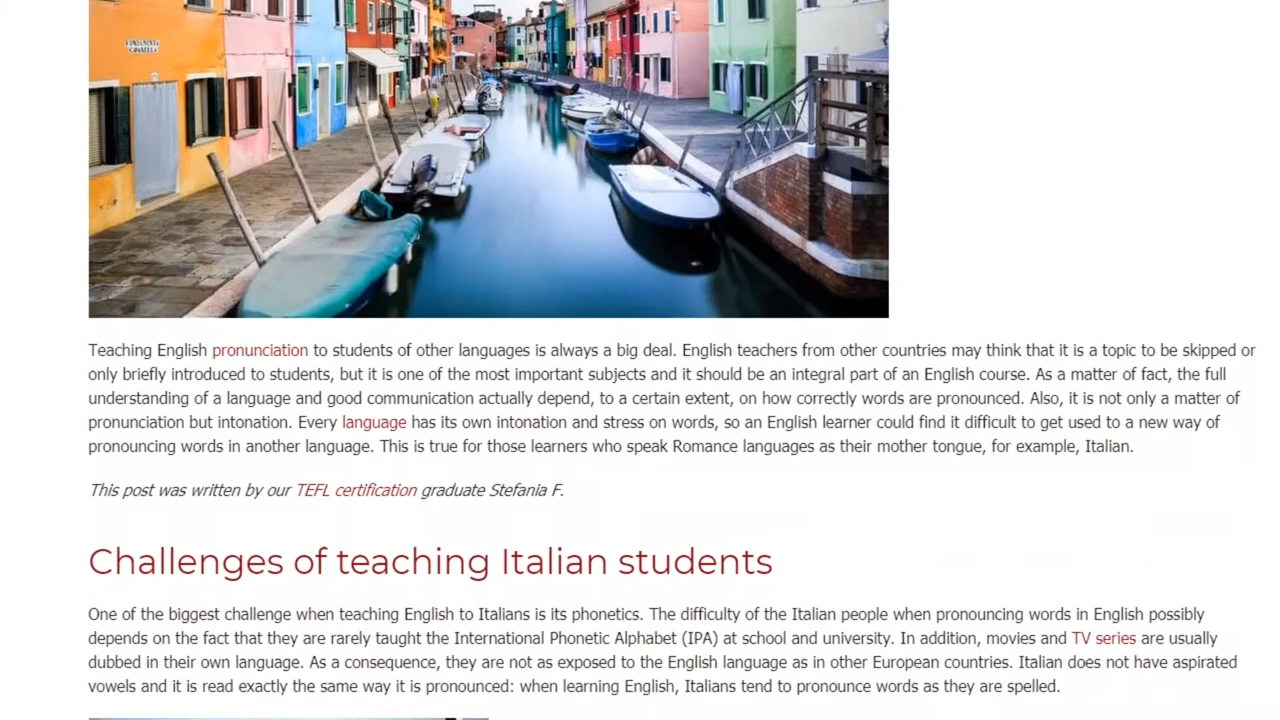 FONDAMENTA
Teaching English pronunciation to students of other languages is always a big deal. English teachers from other countries may think that it is a topic to be skipped or
only briefly introduced to students, but it is one of the most important subjects and it should be an integral part of an English course. As a matter of fact, the full
understanding of a language and good communication actually depend, to a certain extent, on how correctly words are pronounced. Also, it is not only a matter of
pronunciation but intonation. Every language has its own intonation and stress on words, so an English learner could find it difficult to get used to a new way of
pronouncing words in another language. This is true for those learners who speak Romance languages as their mother tongue, for example, Italian.
This post was written by our TEFL certification graduate Stefania F.
Challenges of teaching Italian students
One of the biggest challenge when teaching English to Italians is its phonetics. The difficulty of the Italian people when pronouncing words in English possibly
depends on the fact that they are rarely taught the International Phonetic Alphabet (IPA) at school and university. In addition, movies and TV series are usually
dubbed in their own language. As a consequence, they are not as exposed to the English language as in other European countries. Italian does not have aspirated
vowels and it is read exactly the same way it is pronounced: when learning English, Italians tend to pronounce words as they are spelled.